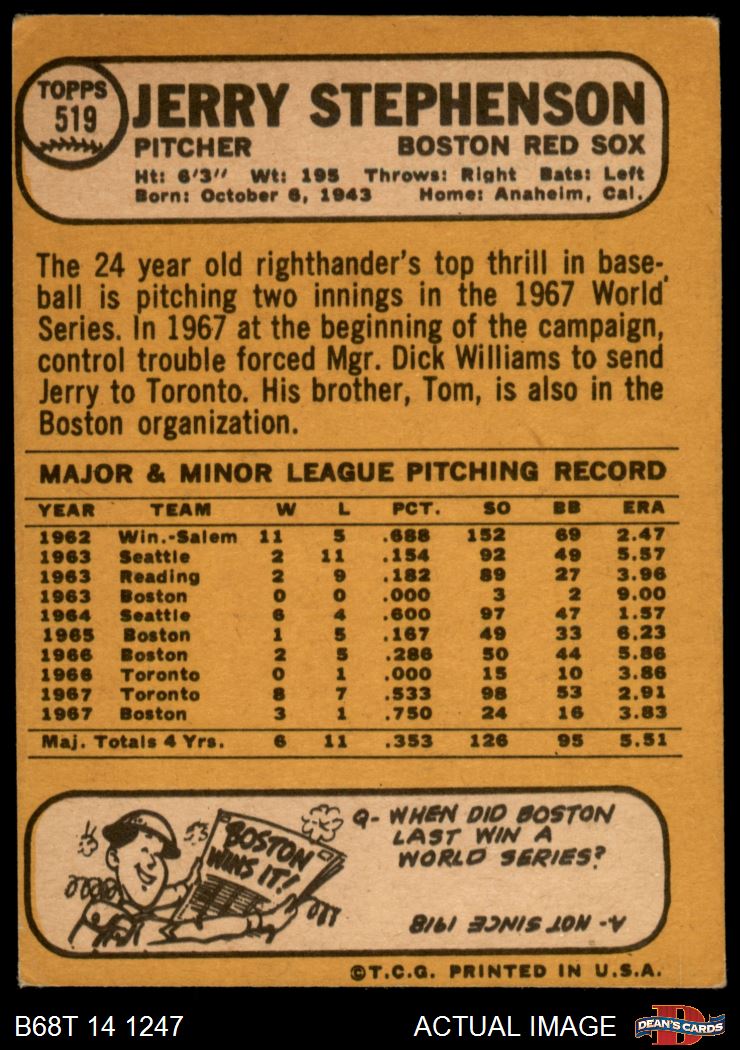 TOPPS
519
JERRY STEPHENSON
PITCHER BOSTON RED SOX
Ht: 6'3" Wt: 195 Throws: Right Bats: Left
Born: October 6, 1943 Home: Anaheim, Cal.
The 24 year old righthander's top thrill in base-
ball is pitching two innings in the 1967 World
Series. In 1967 at the beginning of the campaign,
control trouble forced Mgr. Dick Williams to send
Jerry to Toronto. His brother, Tom, is also in the
Boston organization.
MAJOR & MINOR LEAGUE PITCHING RECORD
YEAR TEAM W L PCT. SO BB ERA
1962 Win.-Salem 11 5 .688 152 69 2.47
1963 Seattle 2 11 .154 92 49 5.57
1963 Reading 2 9 .182 89 27 3.96
1963 Boston 0 0 .000 3 2 9.00
1964 Seattle 6 4 .600 97 47 1.57
1965 Boston 1 5 .167 49 33 6.23
1966 Boston 2 5 .286 50 44 5.86
1966 Toronto 0 1 .000 15 10 3.86
1967 Toronto 8 7 .533 98 53 2.91
1967 Boston 3 1 .750 24 16 3.83
Maj. Totals 4 Yrs. 6 11 .353 126 95 5.51
BOSTON
WINS IT!
Q- WHEN DID BOSTON
LAST WIN A
WORLD SERIES?
A- NOT SINCE 1918
©T.C.G. PRINTED IN U.S.A.
B68T 14 1247 ACTUAL IMAGE
D
DEAN'S CARDS